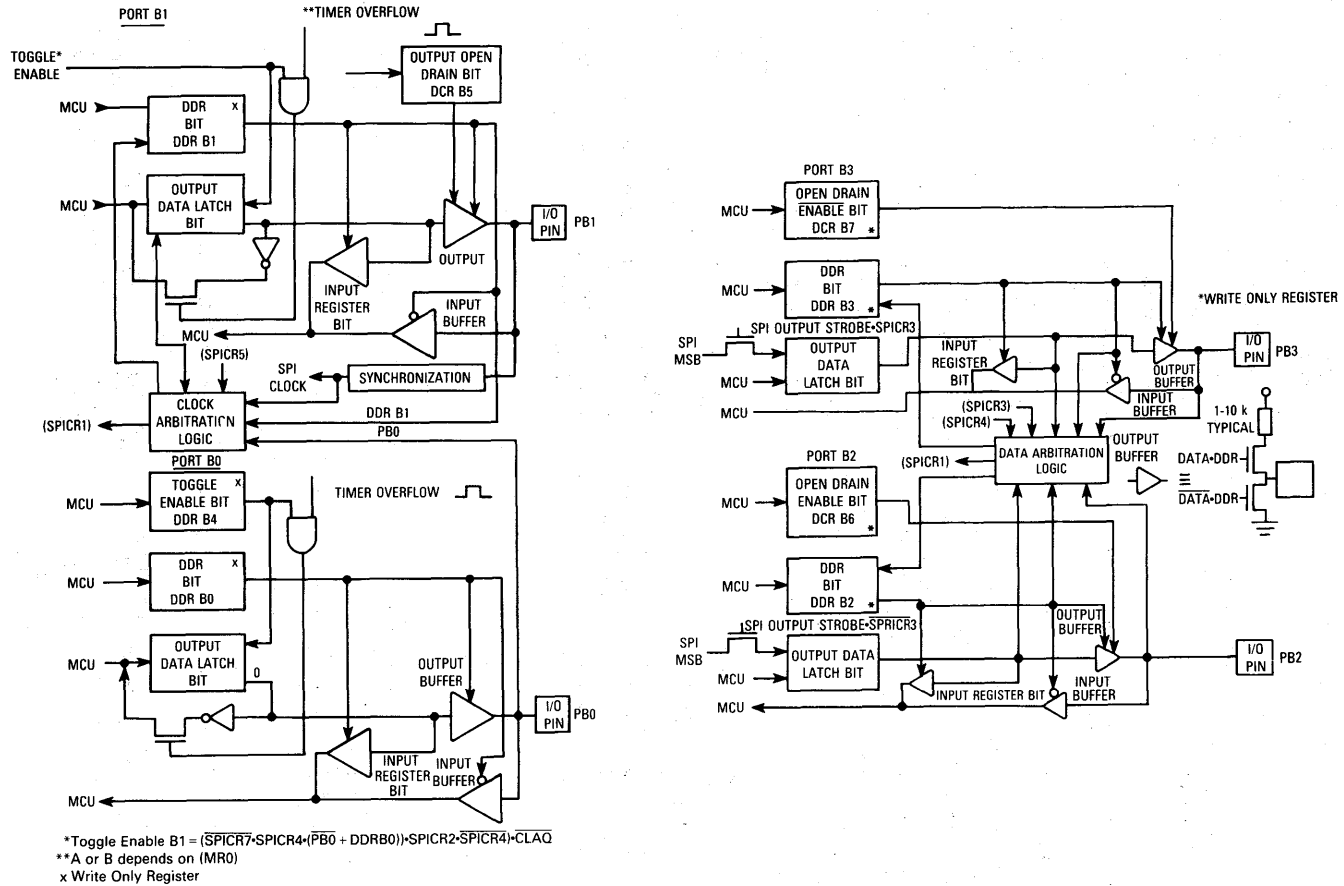 PORT B1
**TIMER OVERFLOW
TOGGLE*
ENABLE
OUTPUT OPEN
DRAIN BIT
DCR B5
MCU
DDR x
BIT
DDR B1
MCU
OUTPUT
DATA LATCH
BIT
I/O
PIN
PB1
OUTPUT
INPUT
REGISTER
BIT
INPUT
BUFFER
MCU
(SPICR5)
SPI
CLOCK
SYNCHRONIZATION
CLOCK
ARBITRATION
LOGIC
(SPICR1)
DDR B1
PB0
PORT B0
MCU
TOGGLE x
ENABLE BIT
DDR B4
TIMER OVERFLOW
MCU
DDR x
BIT
DDR B0
MCU
OUTPUT
DATA LATCH
BIT
0
OUTPUT
BUFFER
I/O
PIN
PB0
INPUT
REGISTER
BIT
INPUT
BUFFER
MCU
*Toggle Enable B1 = (S̅P̅I̅C̅R̅7̅•SPICR4•(P̅B̅0̅ + DDRB0))•SPICR2•S̅P̅I̅C̅R̅4̅)•C̅L̅A̅Q̅
**A or B depends on (MR0)
x Write Only Register
PORT B3
MCU
OPEN DRAIN
E̅N̅A̅B̅L̅E̅ BIT
DCR B7 *
MCU
DDR
BIT
DDR B3 *
*WRITE ONLY REGISTER
SPI OUTPUT STROBE•SPICR3
SPI
MSB
MCU
OUTPUT
DATA
LATCH BIT
INPUT
REGISTER
BIT
I/O
PIN
PB3
OUTPUT
BUFFER
INPUT
BUFFER
MCU
(SPICR3)
(SPICR4)
1-10 k
TYPICAL
(SPICR1)
DATA ARBITRATION
LOGIC
OUTPUT
BUFFER
≡
DATA•DDR
D̅A̅T̅A̅•DDR
PORT B2
MCU
OPEN DRAIN
ENABLE BIT
DCR B6 *
MCU
DDR
BIT
DDR B2 *
SPI OUTPUT STROBE•S̅P̅R̅I̅C̅R̅3
SPI
MSB
MCU
OUTPUT DATA
LATCH BIT
OUTPUT
BUFFER
I/O
PIN
PB2
INPUT REGISTER BIT
INPUT
BUFFER
MCU